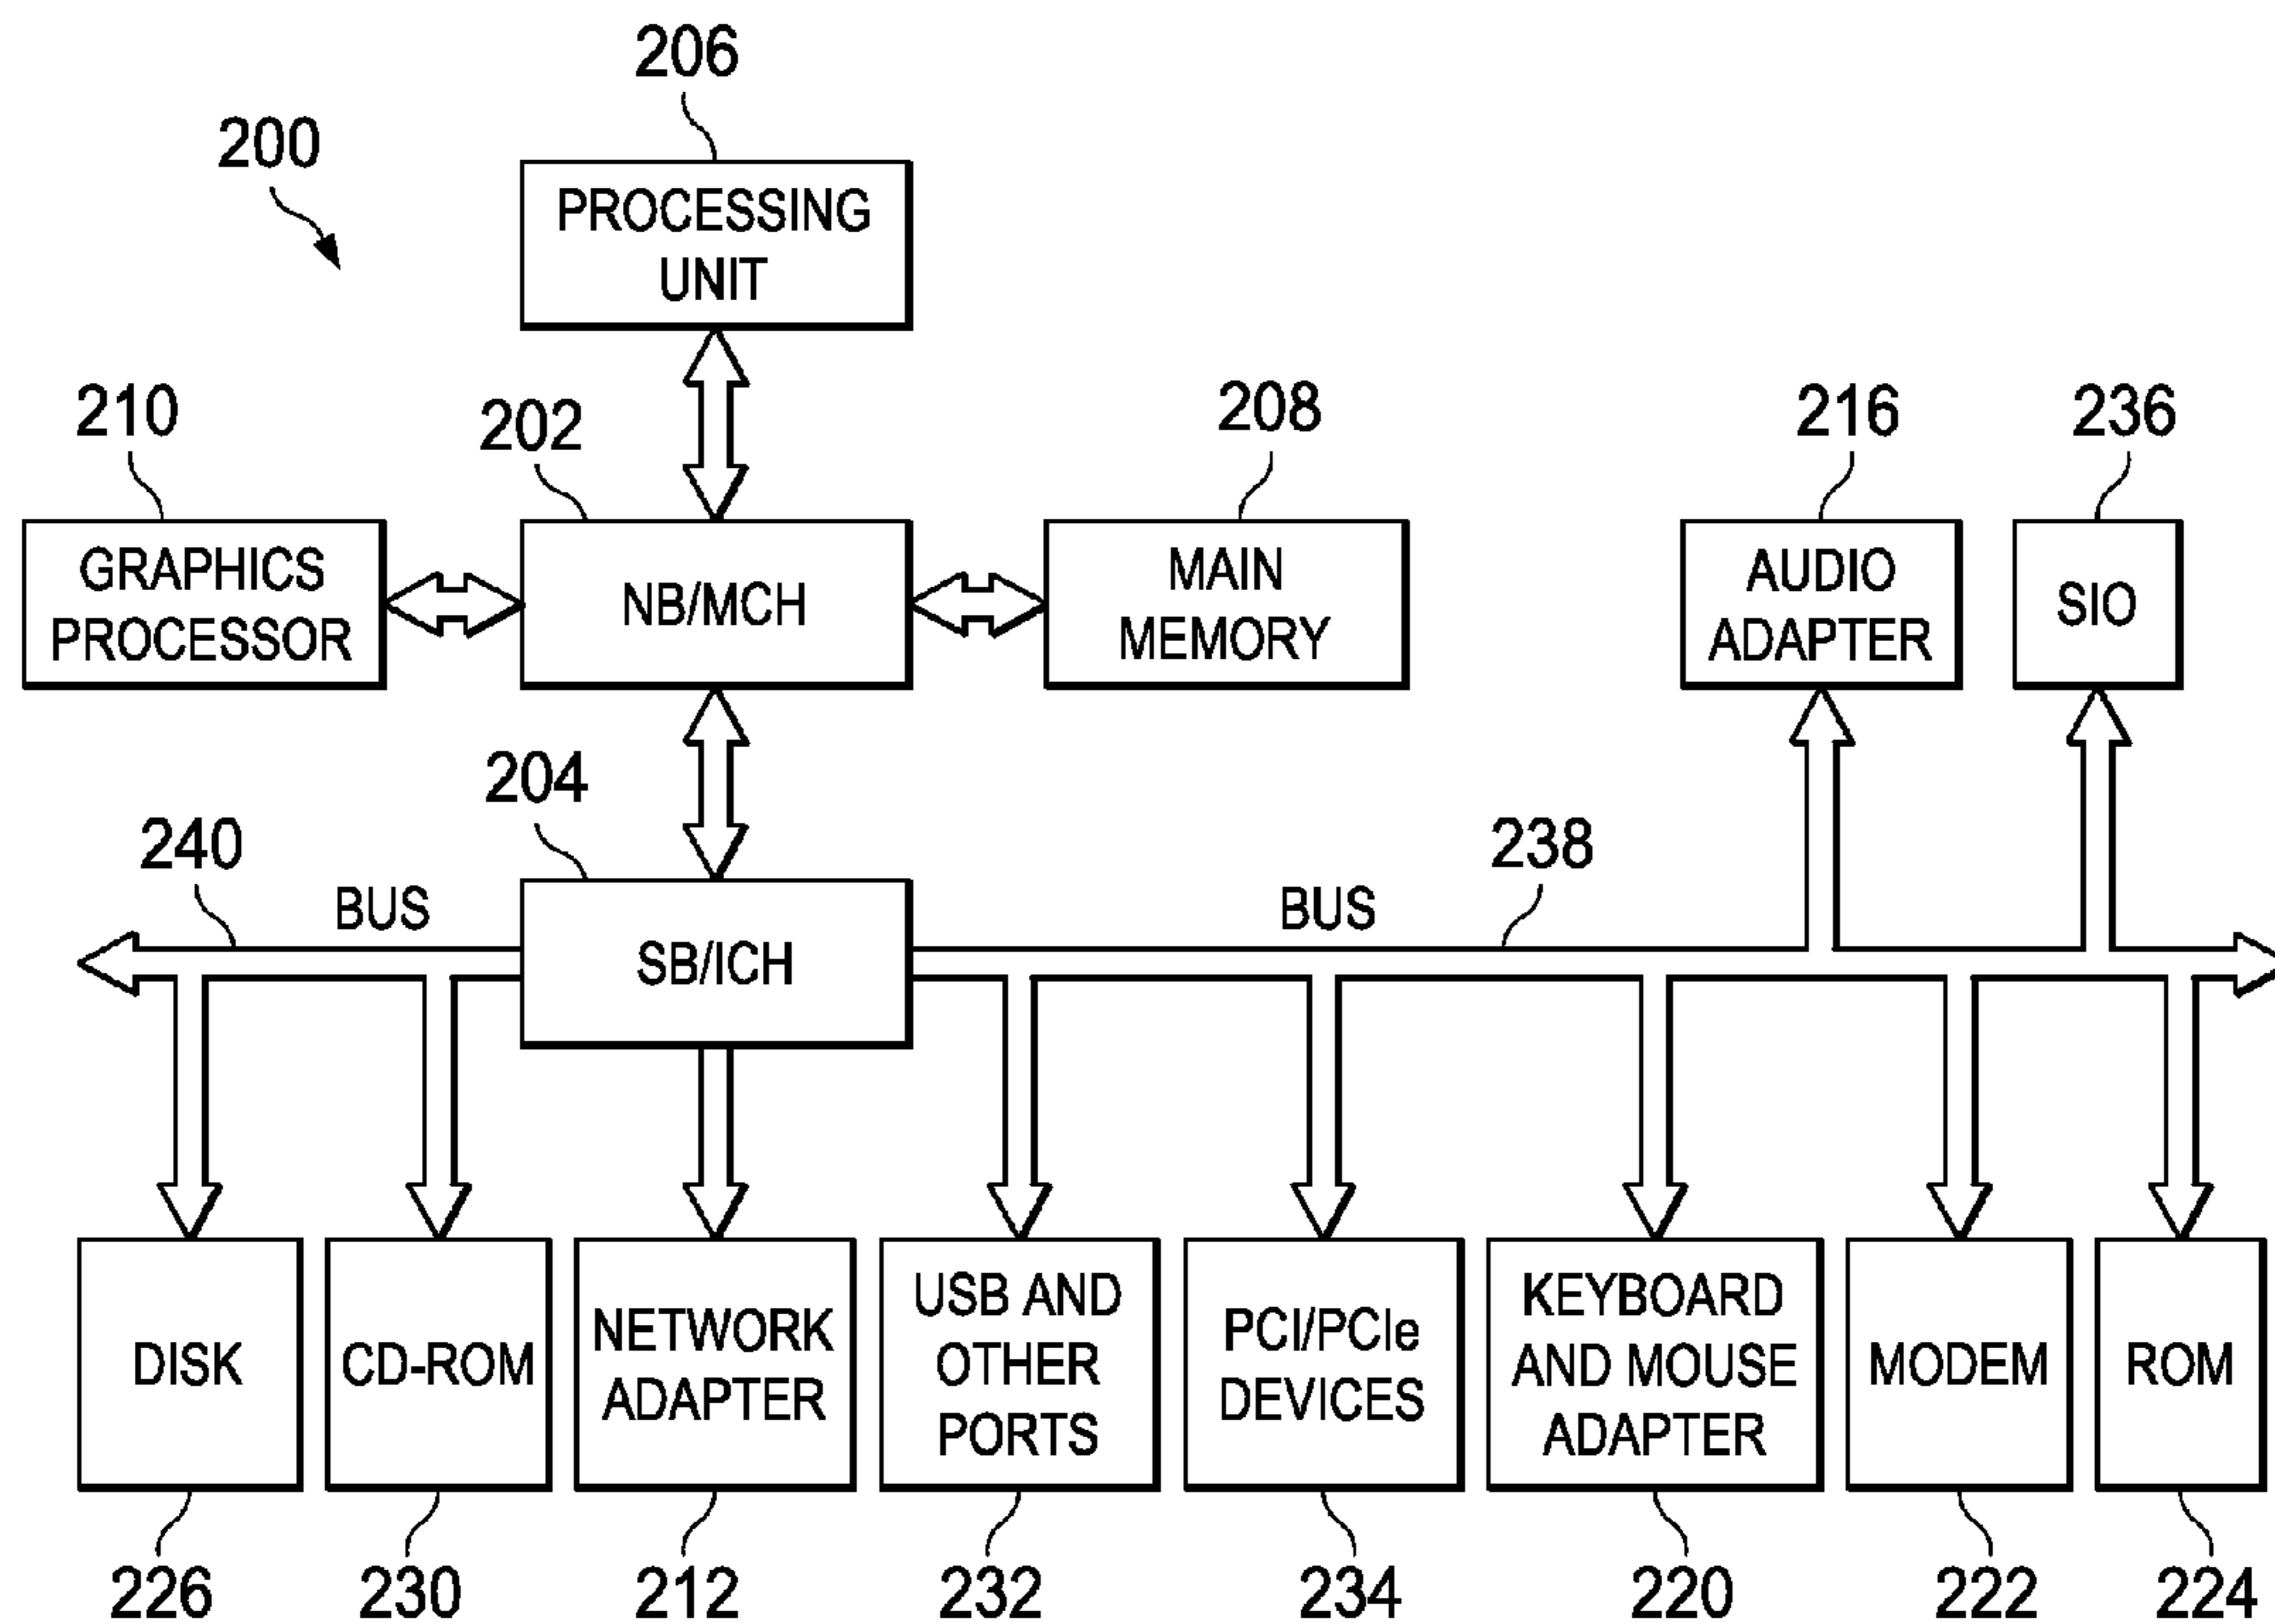 206
200
PROCESSING
UNIT
210
202
208
216
236
GRAPHICS
PROCESSOR
NB/MCH
MAIN
MEMORY
AUDIO
ADAPTER
SIO
204
240
238
BUS
BUS
SB/ICH
DISK
CD-ROM
NETWORK
ADAPTER
USB AND
OTHER
PORTS
PCI/PCIe
DEVICES
KEYBOARD
AND MOUSE
ADAPTER
MODEM
ROM
226
230
212
232
234
220
222
224